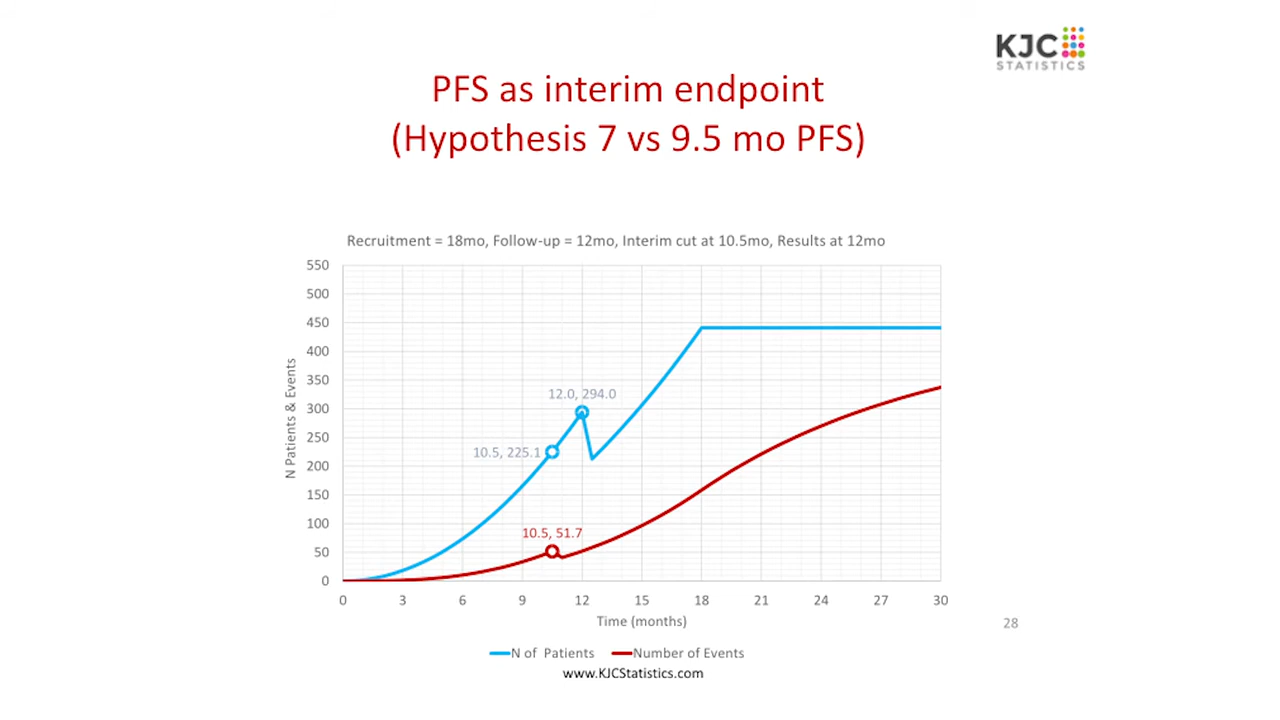 KJC
STATISTICS
PFS as interim endpoint
(Hypothesis 7 vs 9.5 mo PFS)
Recruitment = 18mo, Follow-up = 12mo, Interim cut at 10.5mo, Results at 12mo
550
500
450
400
350
300
250
200
150
100
50
0
N Patients & Events
12.0, 294.0
10.5, 225.1
10.5, 51.7
0 3 6 9 12 15 18 21 24 27 30
Time (months)
28
N of Patients Number of Events
www.KJCStatistics.com